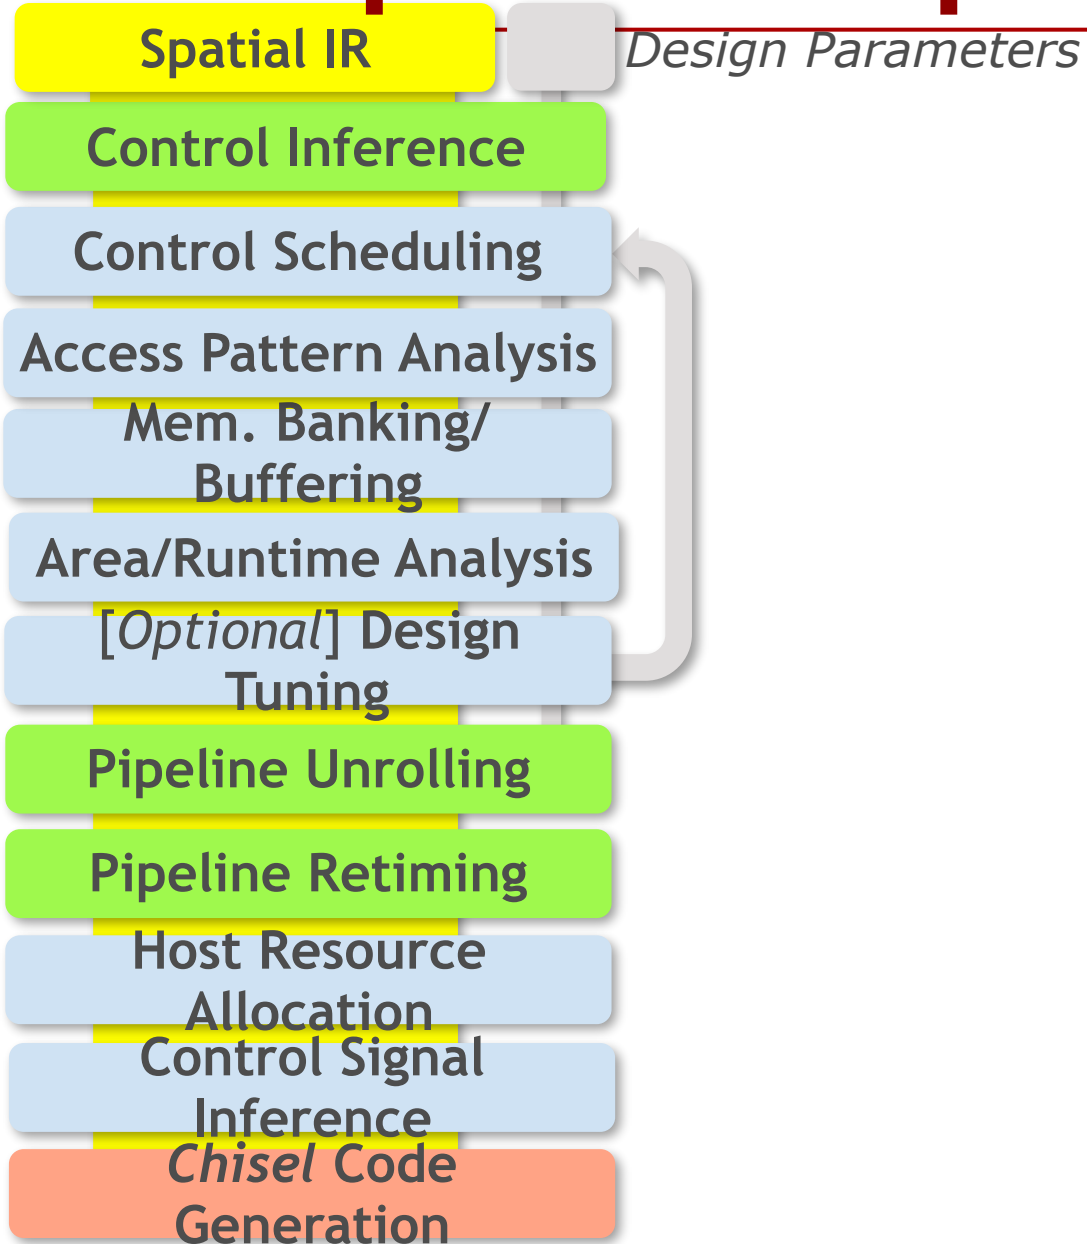 Spatial IR
Design Parameters
Control Inference
Control Scheduling
Access Pattern Analysis
Mem. Banking/
Buffering
Area/Runtime Analysis
[Optional] Design
Tuning
Pipeline Unrolling
Pipeline Retiming
Host Resource
Allocation
Control Signal
Inference
Chisel Code
Generation